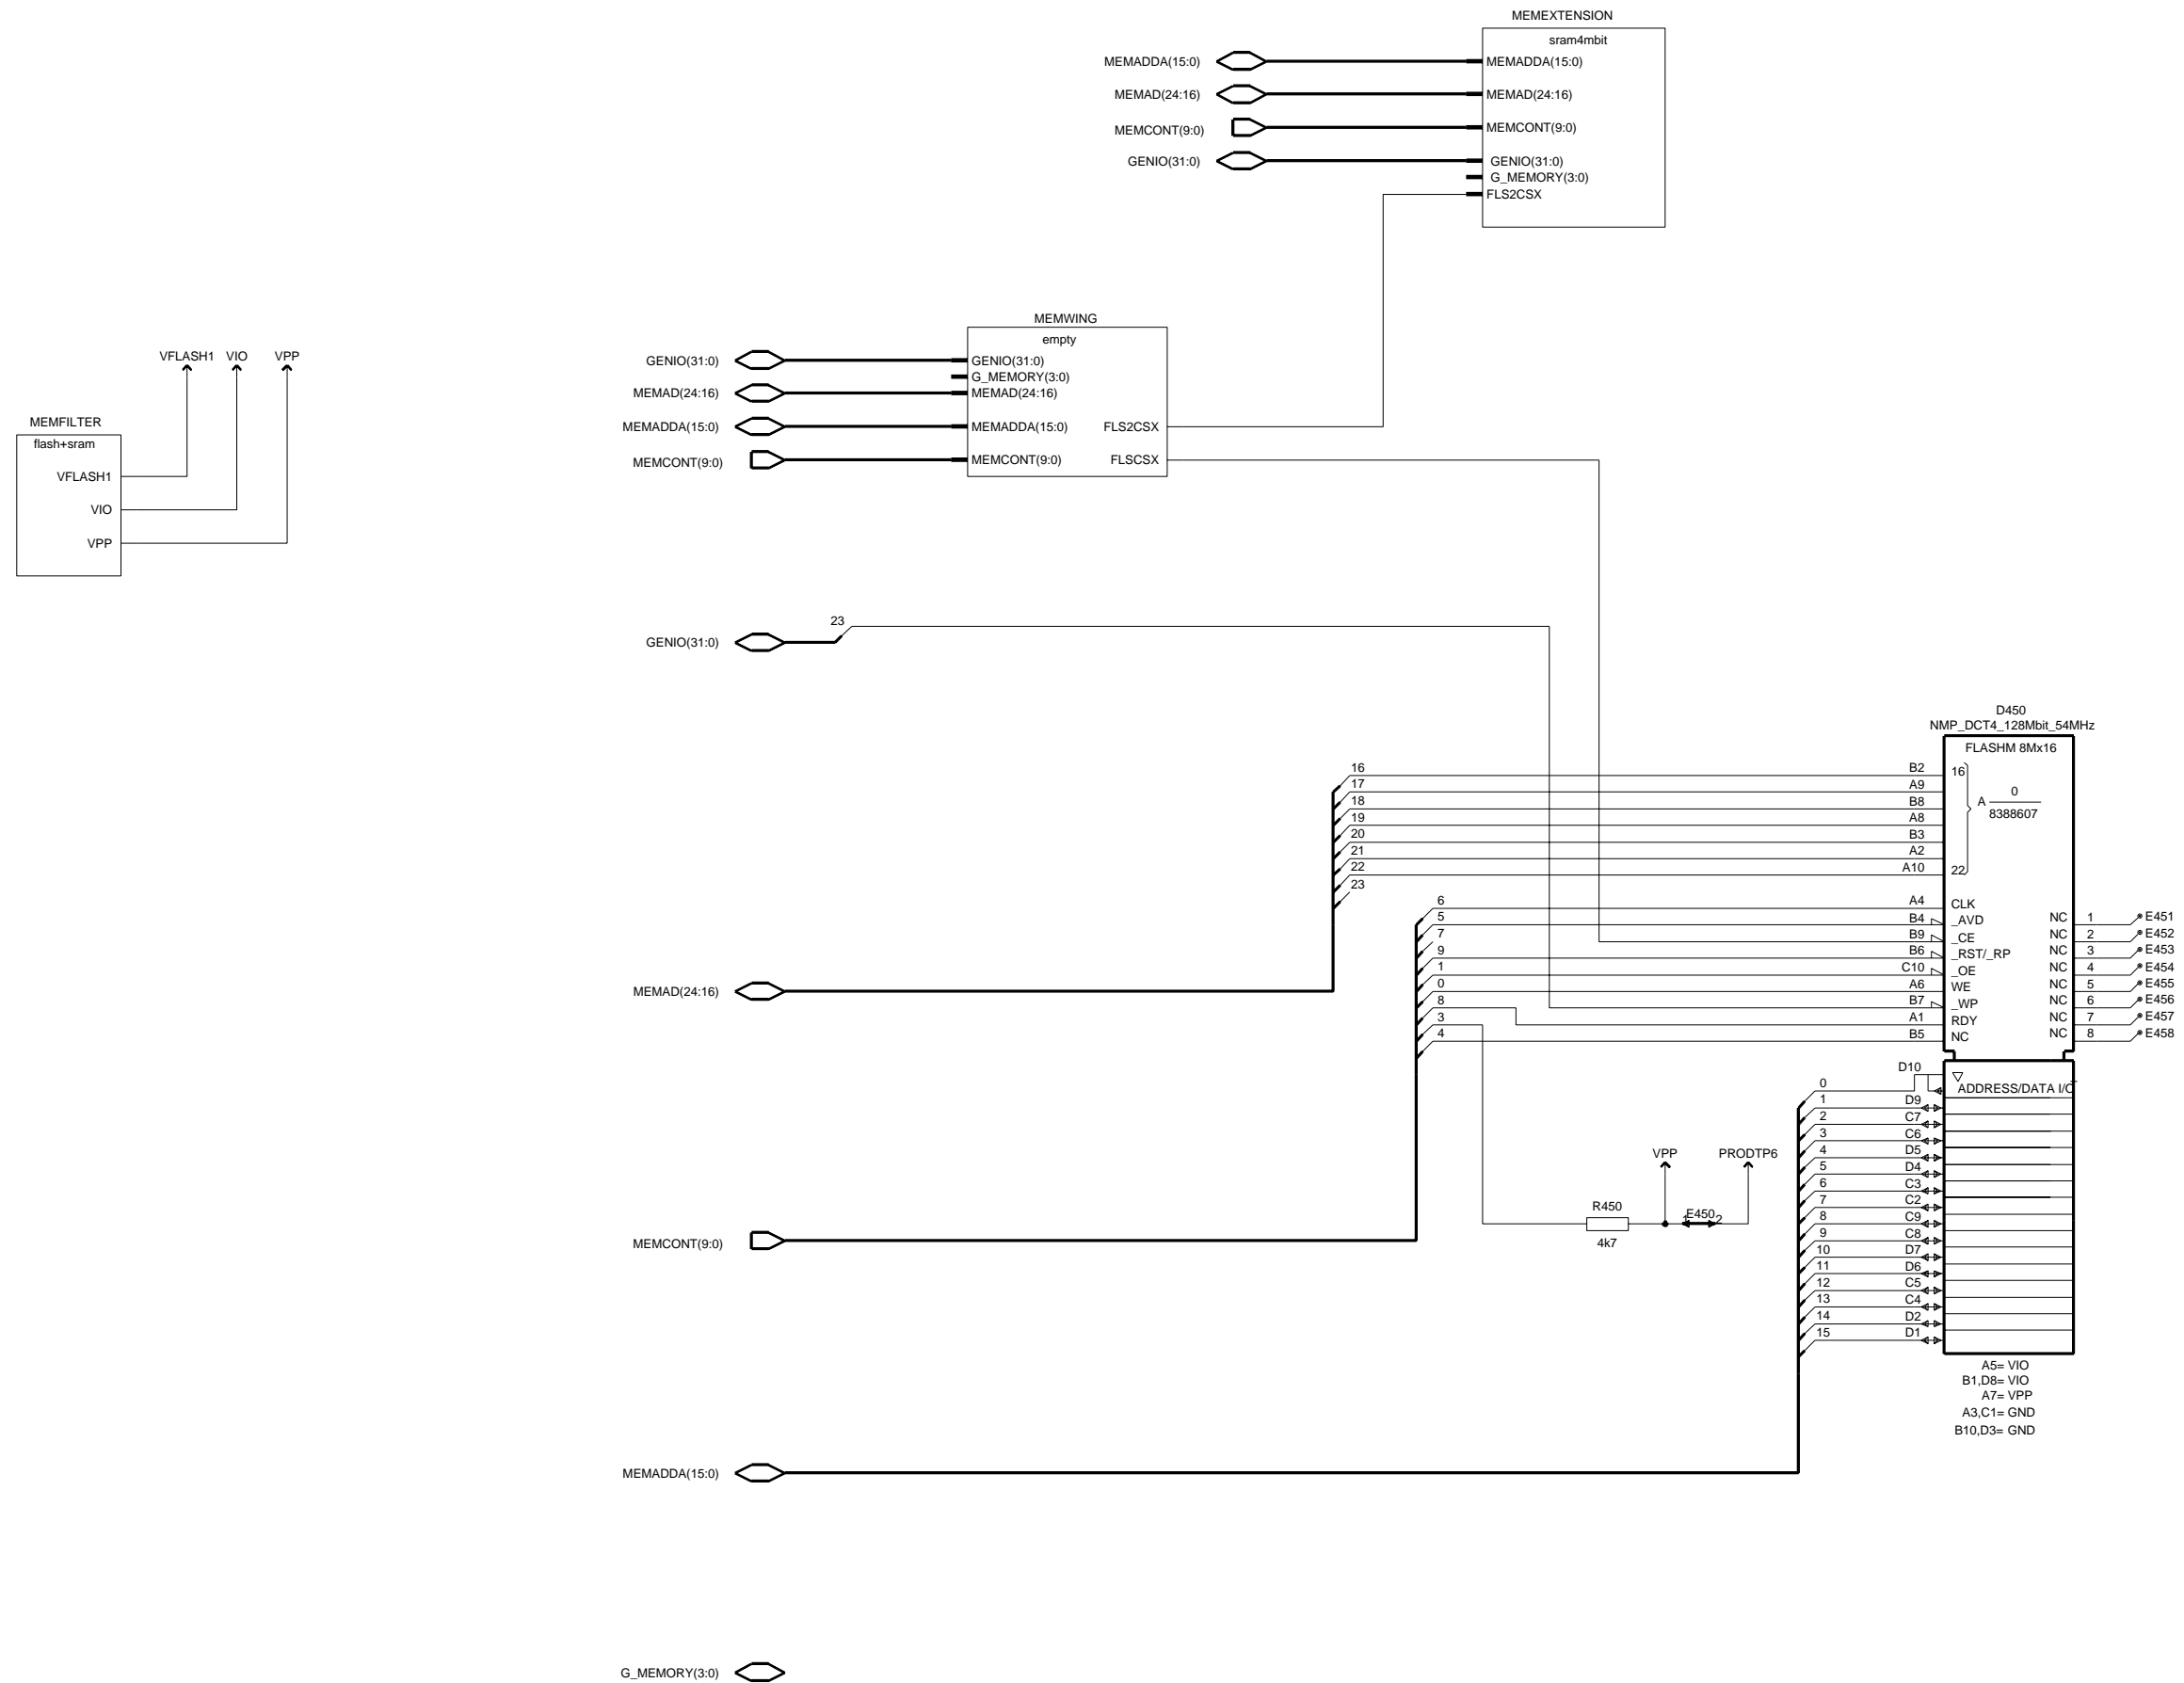 MEMEXTENSION
sram4mbit
MEMADDA(15:0) MEMADDA(15:0)
MEMAD(24:16) MEMAD(24:16)
MEMCONT(9:0) MEMCONT(9:0)
GENIO(31:0) GENIO(31:0)
G_MEMORY(3:0)
FLS2CSX
MEMWING
empty
GENIO(31:0) GENIO(31:0)
G_MEMORY(3:0)
MEMAD(24:16) MEMAD(24:16)
MEMADDA(15:0) MEMADDA(15:0) FLS2CSX
MEMCONT(9:0) MEMCONT(9:0) FLSCSX
VFLASH1 VIO VPP
MEMFILTER
flash+sram
VFLASH1
VIO
VPP
23
GENIO(31:0)
D450
NMP_DCT4_128Mbit_54MHz
FLASHM 8Mx16
16 B2 16
17 A9 0
18 B8 A
19 A8 8388607
20 B3
21 A2
22 A10 22
23
6 A4 CLK
5 B4 _AVD NC 1 E451
7 B9 _CE NC 2 E452
9 B6 _RST/_RP NC 3 E453
1 C10 _OE NC 4 E454
0 A6 WE NC 5 E455
8 B7 _WP NC 6 E456
3 A1 RDY NC 7 E457
4 B5 NC NC 8 E458
MEMAD(24:16)
D10
0 ADDRESS/DATA I/O
1 D9
2 C7
3 C6
4 D5
5 D4
6 C3
7 C2
8 C9
9 C8
10 D7
11 D6
12 C5
13 C4
14 D2
15 D1
VPP PRODTP6
R450 1 E450 2
4k7
MEMCONT(9:0)
A5= VIO
B1,D8= VIO
A7= VPP
A3,C1= GND
B10,D3= GND
MEMADDA(15:0)
G_MEMORY(3:0)